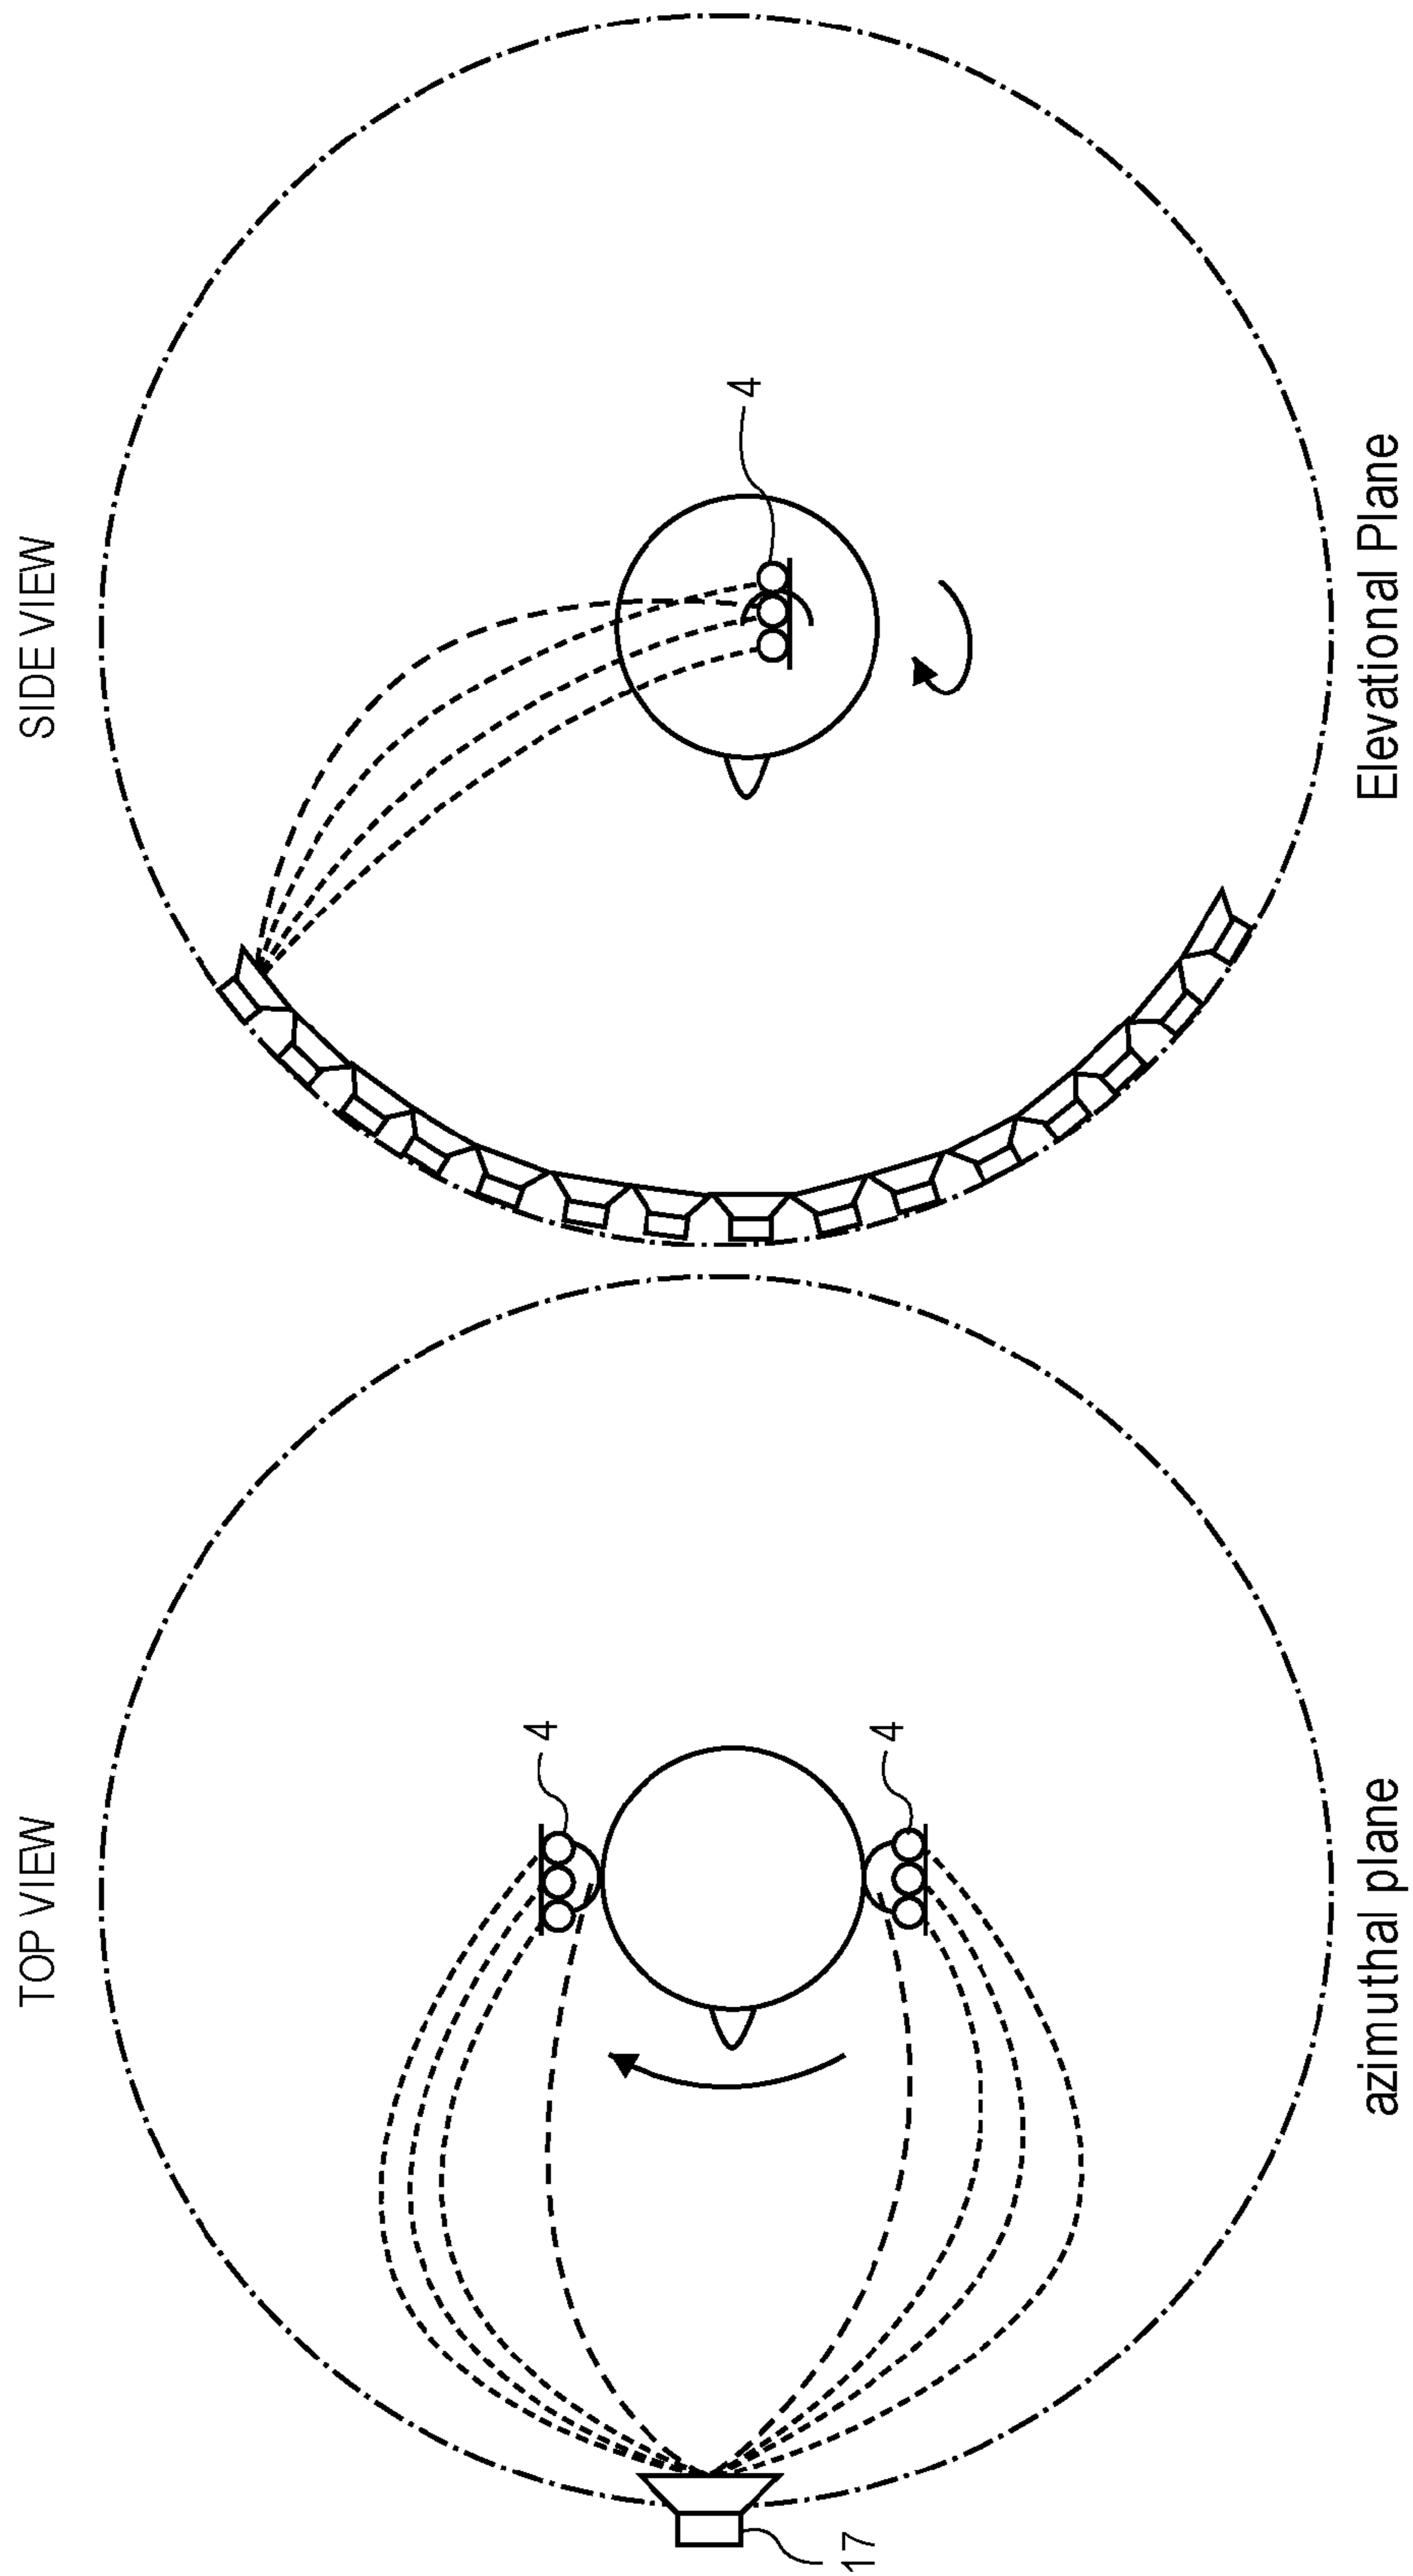 TOP VIEW
4
4
17
azimuthal plane
SIDE VIEW
4
Elevational Plane